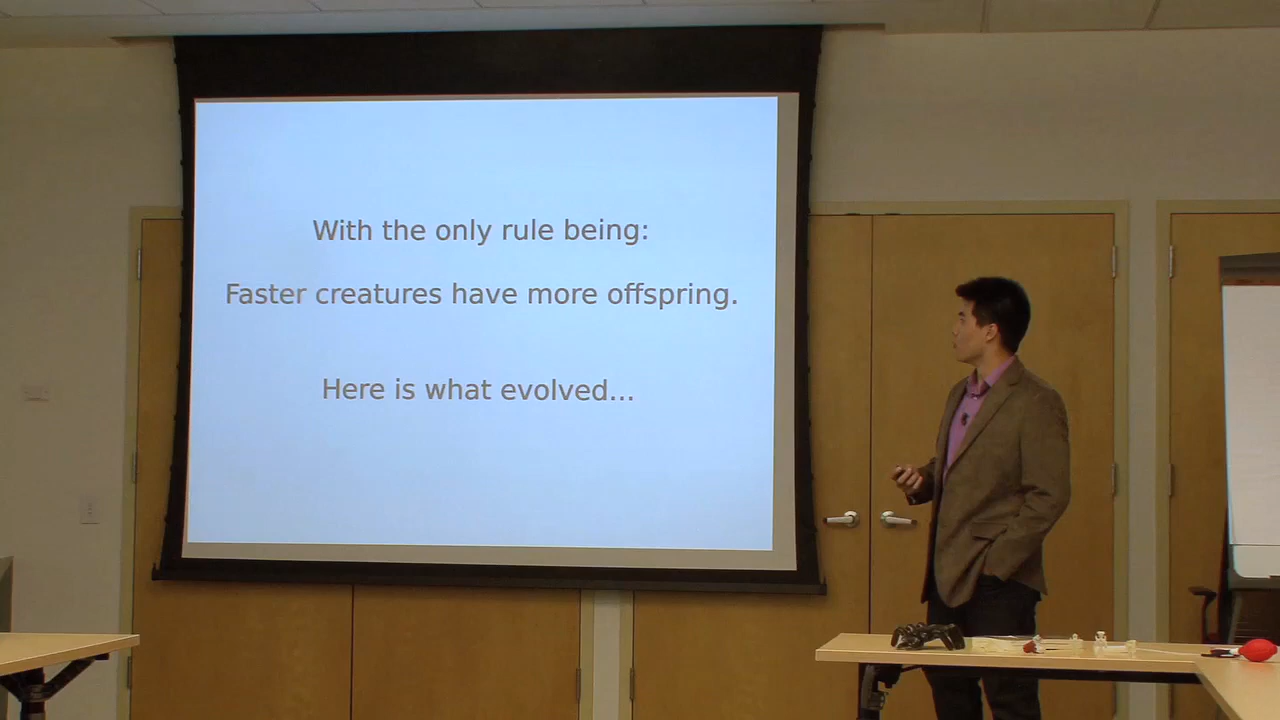 With the only rule being:
Faster creatures have more offspring.
Here is what evolved...